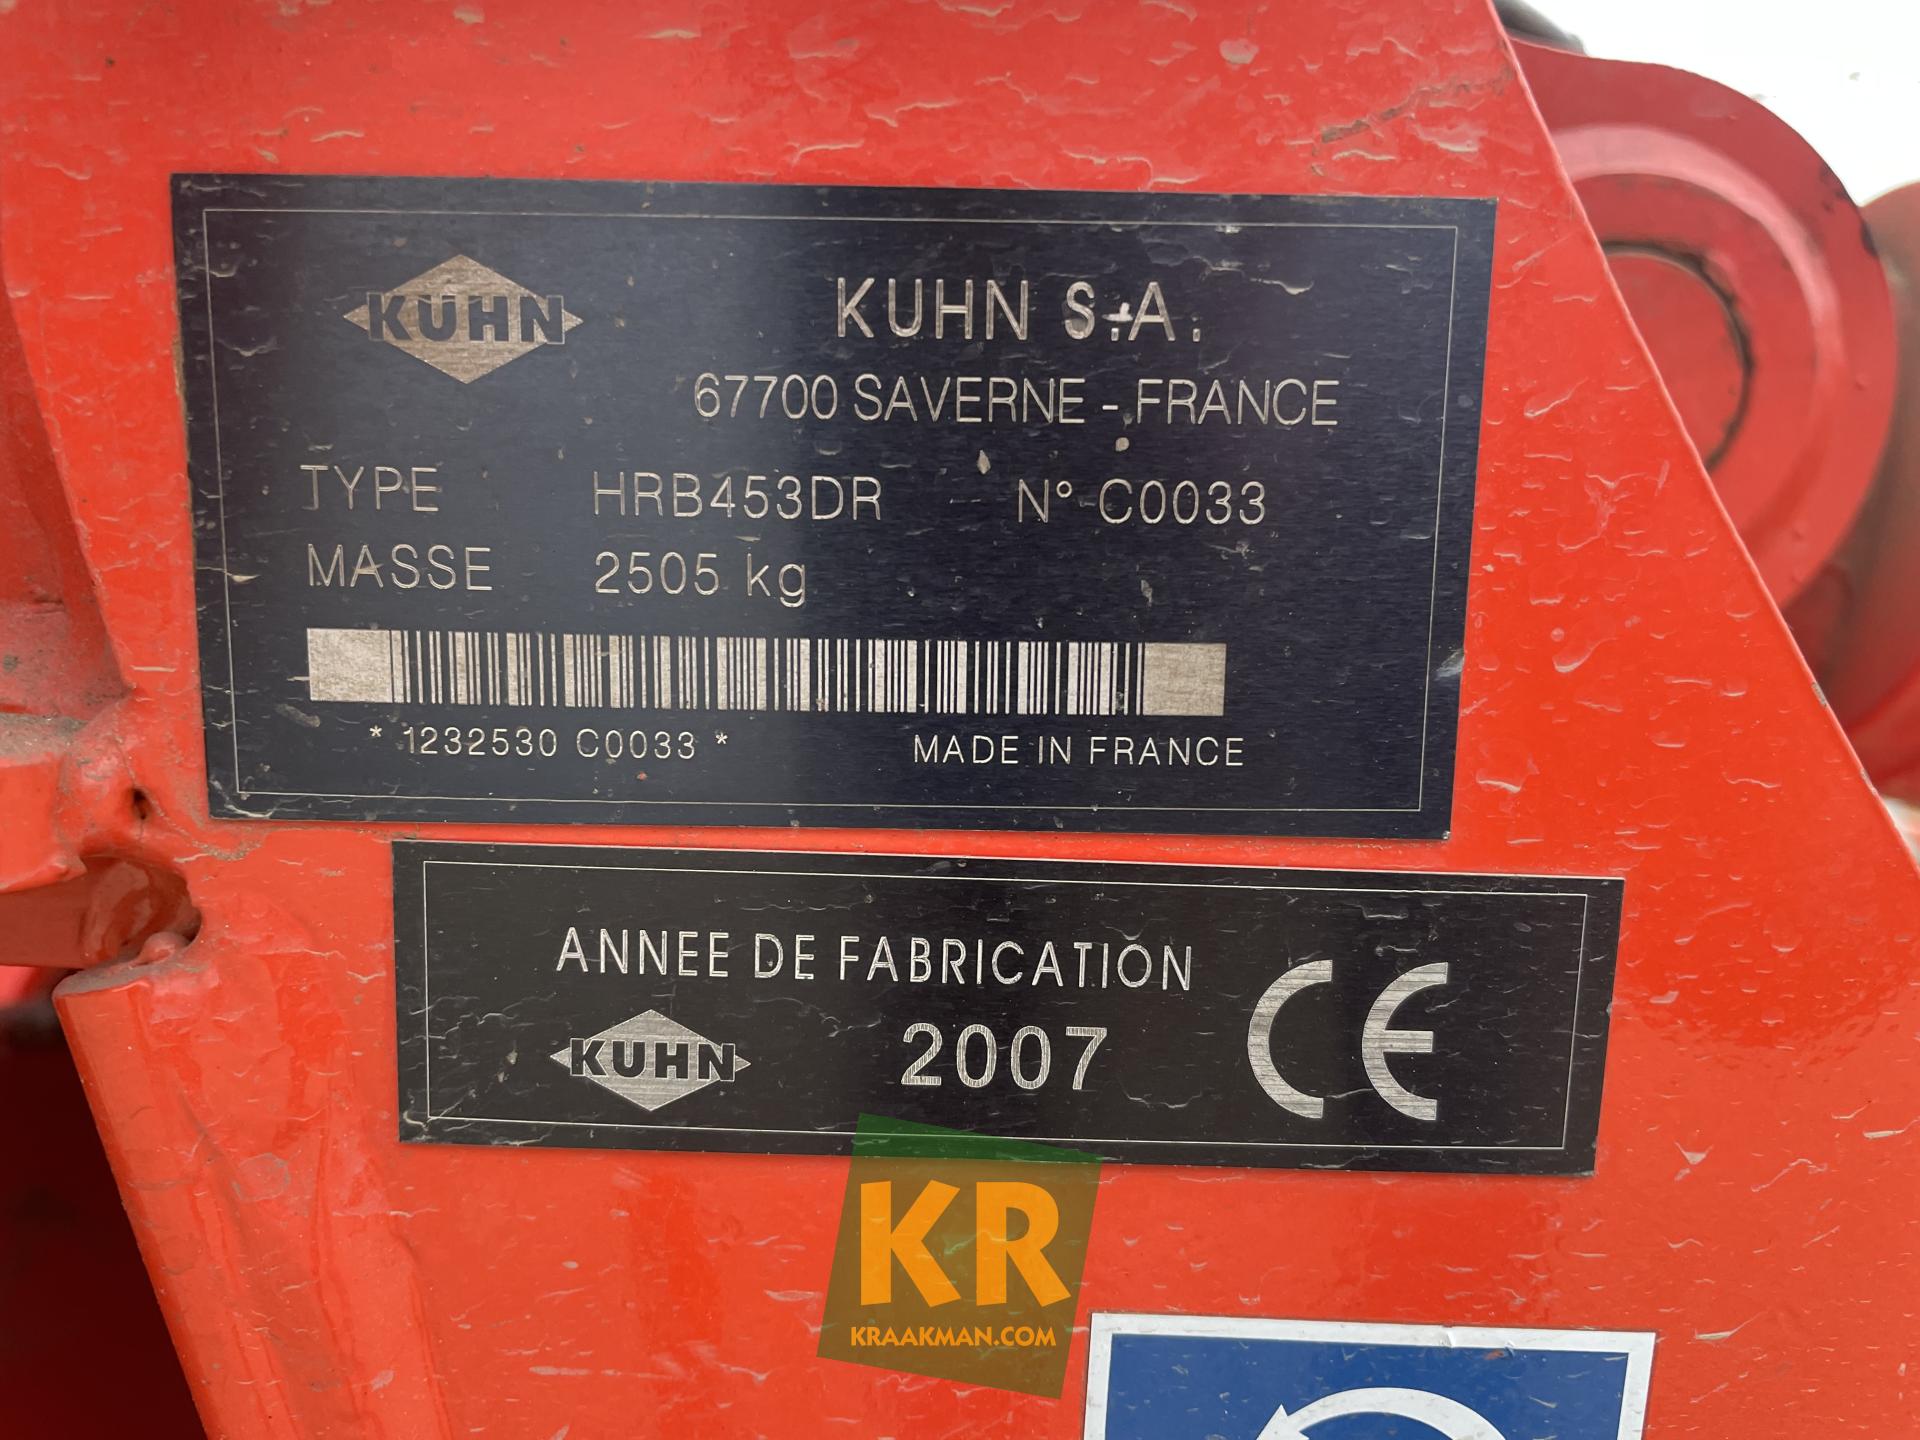 KUHN
KUHN S.A.
67700 SAVERNE - FRANCE
TYPE HRB453DR N° C0033
MASSE 2505 kg
* 1232530 C0033 *
MADE IN FRANCE
ANNEE DE FABRICATION
KUHN 2007 CE
KR
KRAAKMAN.COM